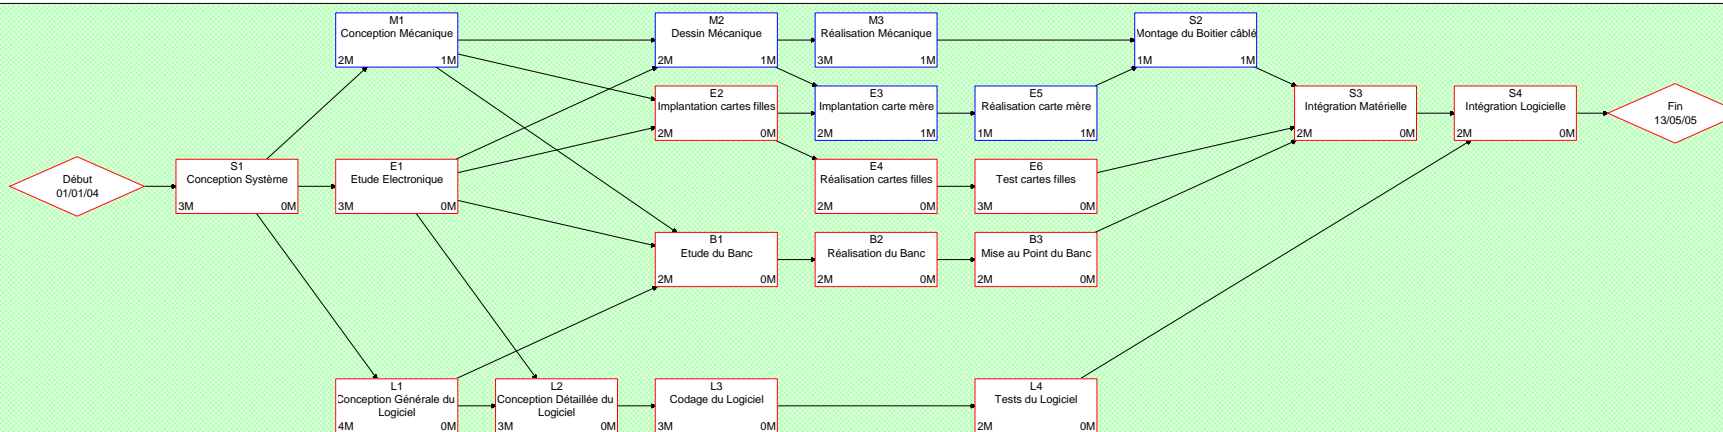 M1
Conception Mécanique
2M 1M
M2
Dessin Mécanique
2M 1M
M3
Réalisation Mécanique
3M 1M
S2
Montage du Boitier câblé
1M 1M
E2
Implantation cartes filles
2M 0M
E3
Implantation carte mère
2M 1M
E5
Réalisation carte mère
1M 1M
S3
Intégration Matérielle
2M 0M
S4
Intégration Logicielle
2M 0M
Fin
13/05/05
Début
01/01/04
S1
Conception Système
3M 0M
E1
Etude Electronique
3M 0M
E4
Réalisation cartes filles
2M 0M
E6
Test cartes filles
3M 0M
B1
Etude du Banc
2M 0M
B2
Réalisation du Banc
2M 0M
B3
Mise au Point du Banc
2M 0M
L1
Conception Générale du
Logiciel
4M 0M
L2
Conception Détaillée du
Logiciel
3M 0M
L3
Codage du Logiciel
3M 0M
L4
Tests du Logiciel
2M 0M